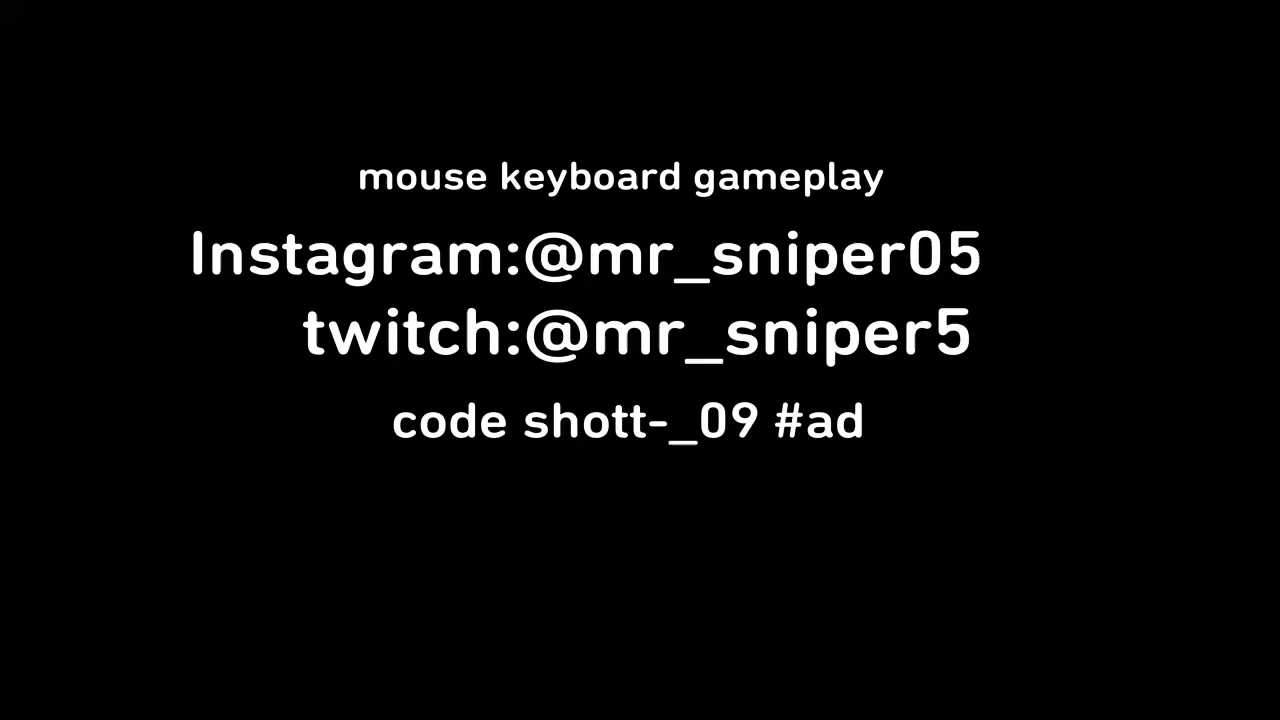 mouse keyboard gameplay
Instagram:@mr_sniper05
twitch:@mr_sniper5
code shott-_09 #ad